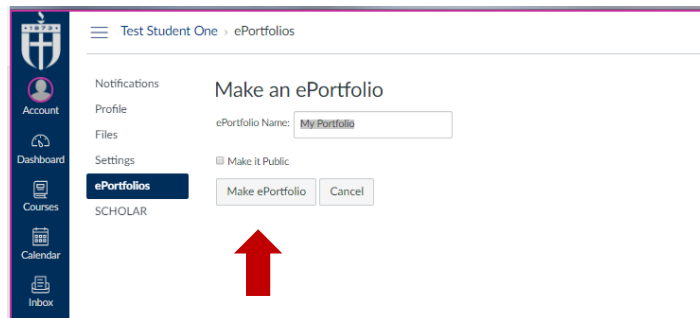 ·1873·
Test Student One › ePortfolios
Account
Dashboard
Courses
Calendar
Inbox
Notifications
Profile
Files
Settings
ePortfolios
SCHOLAR
Make an ePortfolio
ePortfolio Name: My Portfolio
Make it Public
Make ePortfolio Cancel